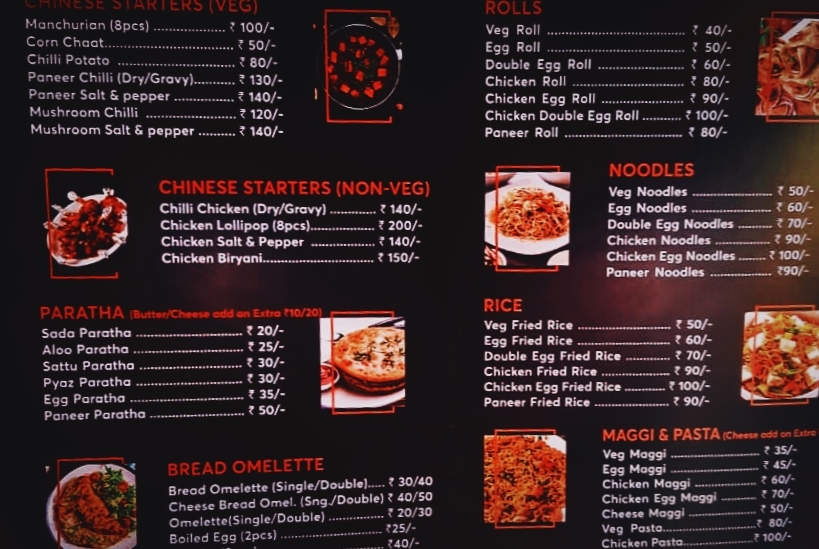 CHINESE STARTERS (VEG)
Manchurian (8pcs) ................ ₹ 100/-
Corn Chaat................................ ₹ 50/-
Chilli Potato ............................ ₹ 80/-
Paneer Chilli (Dry/Gravy)......... ₹ 130/-
Paneer Salt & pepper .............. ₹ 140/-
Mushroom Chilli ..................... ₹ 120/-
Mushroom Salt & pepper ......... ₹ 140/-
CHINESE STARTERS (NON-VEG)
Chilli Chicken (Dry/Gravy) ........... ₹ 140/-
Chicken Lollipop (8pcs)................ ₹ 200/-
Chicken Salt & Pepper ................ ₹ 140/-
Chicken Biryani........................... ₹ 150/-
PARATHA (Butter/Cheese add on Extra ₹10/20)
Sada Paratha ........................... ₹ 20/-
Aloo Paratha ........................... ₹ 25/-
Sattu Paratha ........................... ₹ 30/-
Pyaz Paratha ........................... ₹ 30/-
Egg Paratha ............................. ₹ 35/-
Paneer Paratha ........................ ₹ 50/-
BREAD OMELETTE
Bread Omelette (Single/Double)..... ₹ 30/40
Cheese Bread Omel. (Sng./Double) ₹ 40/50
Omelette(Single/Double) ................ ₹ 20/30
Boiled Egg (2pcs) ........................... ₹25/-
₹40/-
ROLLS
Veg Roll ................................... ₹ 40/-
Egg Roll ................................... ₹ 50/-
Double Egg Roll ........................ ₹ 60/-
Chicken Roll ............................. ₹ 80/-
Chicken Egg Roll ...................... ₹ 90/-
Chicken Double Egg Roll .......... ₹ 100/-
Paneer Roll .............................. ₹ 80/-
NOODLES
Veg Noodles ..................... ₹ 50/-
Egg Noodles ..................... ₹ 60/-
Double Egg Noodles .......... ₹ 70/-
Chicken Noodles ............... ₹ 90/-
Chicken Egg Noodles ......... ₹ 100/-
Paneer Noodles ................ ₹90/-
RICE
Veg Fried Rice ........................ ₹ 50/-
Egg Fried Rice ........................ ₹ 60/-
Double Egg Fried Rice ............. ₹ 70/-
Chicken Fried Rice .................. ₹ 90/-
Chicken Egg Fried Rice ............ ₹ 100/-
Paneer Fried Rice .................... ₹ 90/-
MAGGI & PASTA (Cheese add on Extra
Veg Maggi ........................... ₹ 35/-
Egg Maggi ........................... ₹ 45/-
Chicken Maggi .................... ₹ 60/-
Chicken Egg Maggi .............. ₹ 70/-
Cheese Maggi ..................... ₹ 50/-
Veg Pasta............................ ₹ 80/-
Chicken Pasta..................... ₹ 100/-